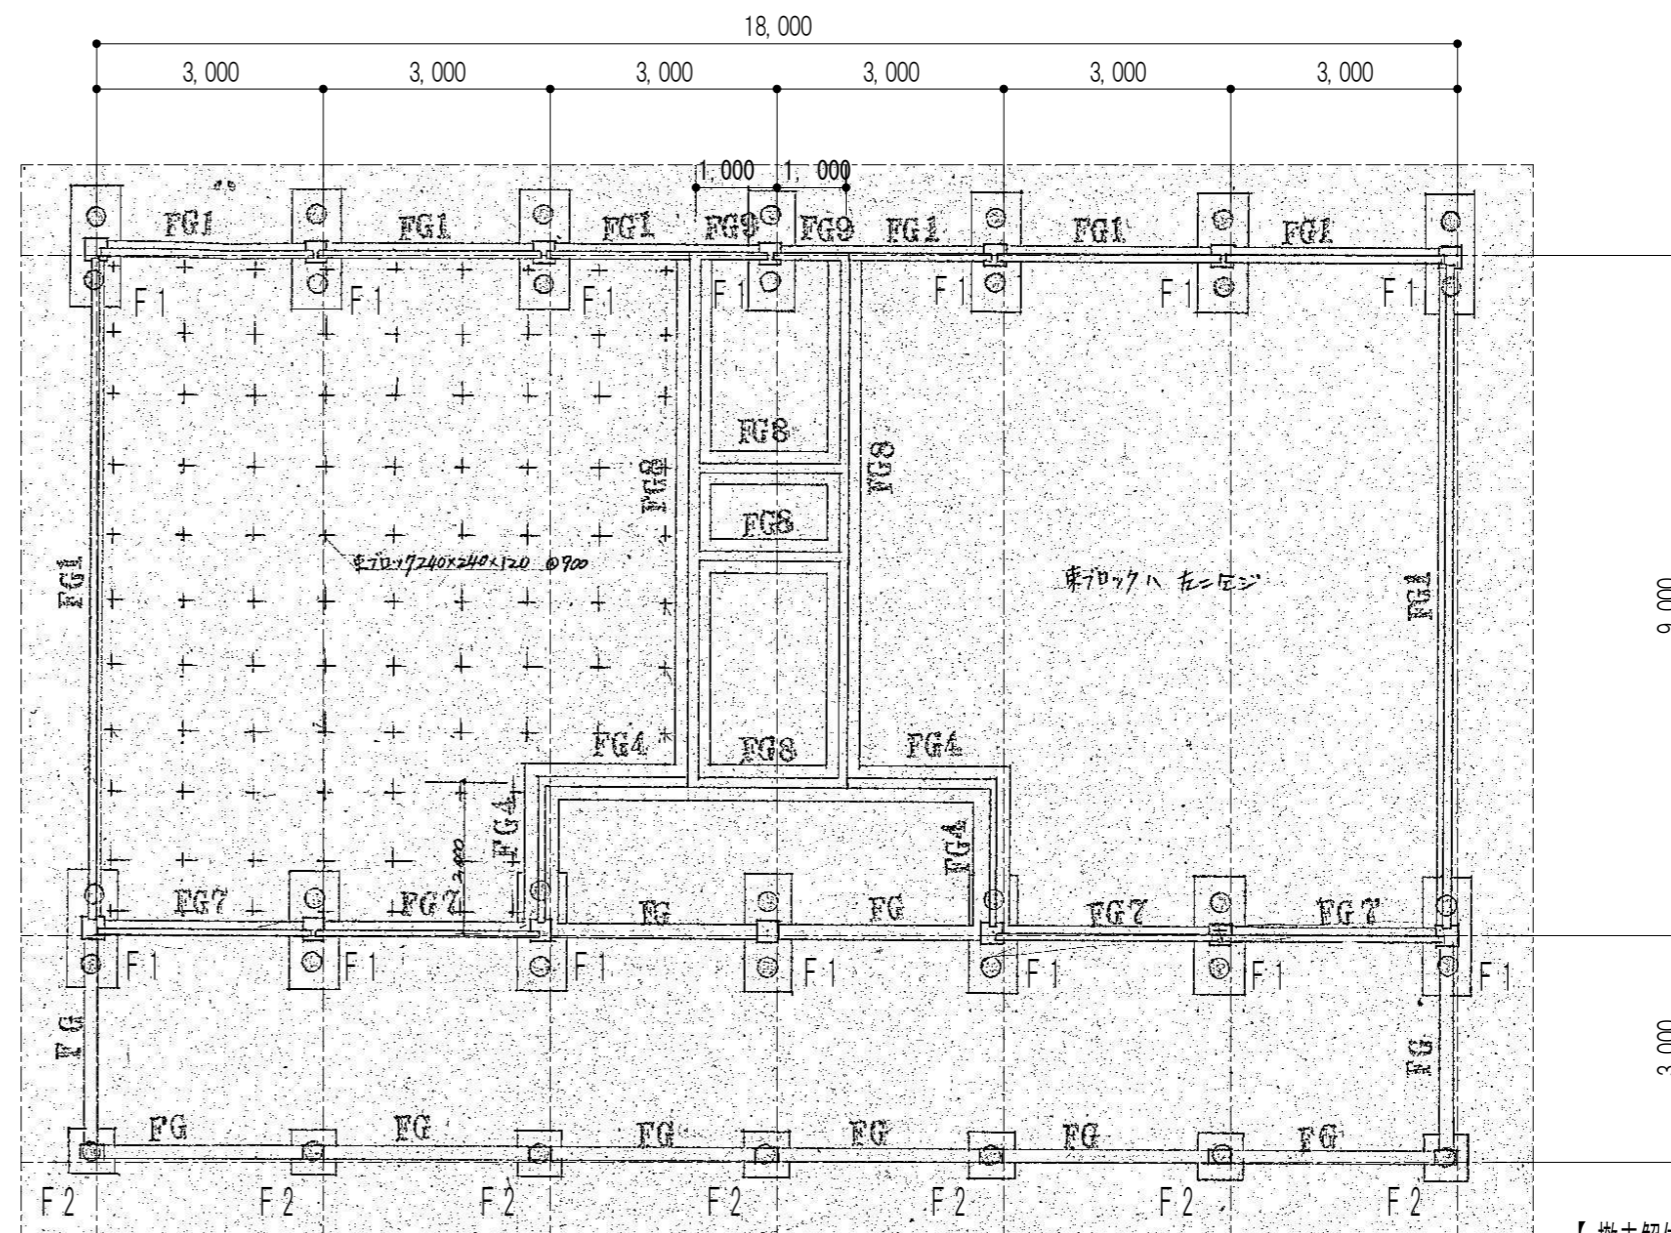 18,000
3,000 3,000 3,000 3,000 3,000 3,000
1,000 1,000
FG1 FG1 FG1 FG9 FG9 FG1 FG1 FG1
F1 F1 F1 F1 F1 F1 F1
FG8
FG8 FG8
FG8
束ブロック240×240×120 @900
束ブロックハ 左ニ仝ジ
FG1 FG1
9,000
FG4 FG8 FG4
FG4 2,000 FG4
FG7 FG7 FG FG FG7 FG7
F1 F1 F1 F1 F1 F1 F1
FG FG
3,000
FG FG FG FG FG FG
F2 F2 F2 F2 F2 F2 F2